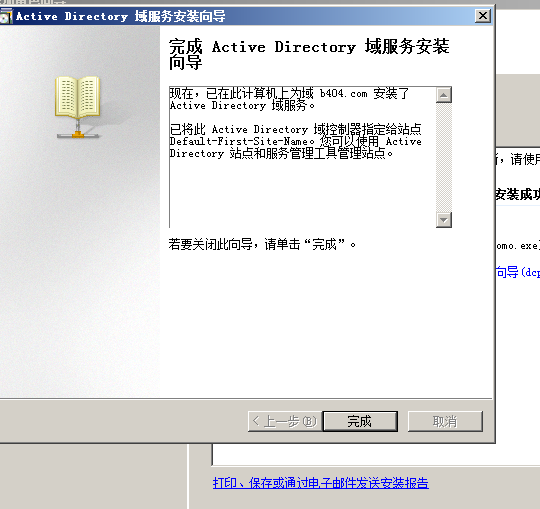 Active Directory 域服务安装向导
完成 Active Directory 域服务安装
向导
现在，已在此计算机上为域 b404.com 安装了
Active Directory 域服务。
已将此 Active Directory 域控制器指定给站点
Default-First-Site-Name。您可以使用 Active
Directory 站点和服务管理工具管理站点。
若要关闭此向导，请单击“完成”。
< 上一步(B)
完成
取消
，请使用
安装成功
omo.exe)
向导(dcp
打印、保存或通过电子邮件发送安装报告